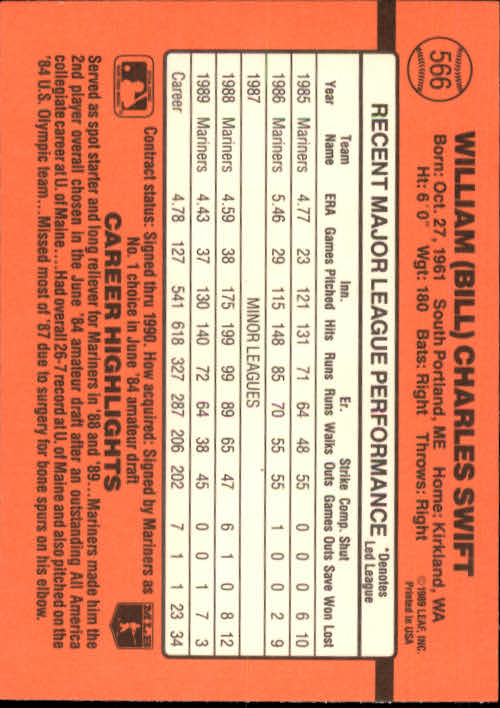 566
WILLIAM (BILL) CHARLES SWIFT
Born: Oct. 27, 1961 South Portland, ME Home: Kirkland, WA
Ht: 6' 0" Wgt: 180 Bats: Right Throws: Right
©1989 LEAF, INC.
Printed in USA
RECENT MAJOR LEAGUE PERFORMANCE *Denotes Led League
Team Inn. Er. Strike Comp. Shut
Year Name ERA Games Pitched Hits Runs Runs Walks Outs Games Outs Save Won Lost
1985 Mariners 4.77 23 121 131 71 64 48 55 0 0 0 6 10
1986 Mariners 5.46 29 115 148 85 70 55 55 1 0 0 2 9
1987 MINOR LEAGUES
1988 Mariners 4.59 38 175 199 99 89 65 47 6 1 0 8 12
1989 Mariners 4.43 37 130 140 72 64 38 45 0 0 1 7 3
Career 4.78 127 541 618 327 287 206 202 7 1 1 23 34
Contract status: Signed thru 1990. How acquired: Signed by Mariners as
No. 1 choice in June '84 amateur draft
MLB
CAREER HIGHLIGHTS
Served as spot starter and long reliever for Mariners in '88 and '89...Mariners made him the
2nd player overall chosen in the June '84 amateur draft after an outstanding All America
collegiate career at U. of Maine...Had overall 26-7 record at U. of Maine and also pitched on the
'84 U.S. Olympic team...Missed most of '87 due to surgery for bone spurs on his elbow.